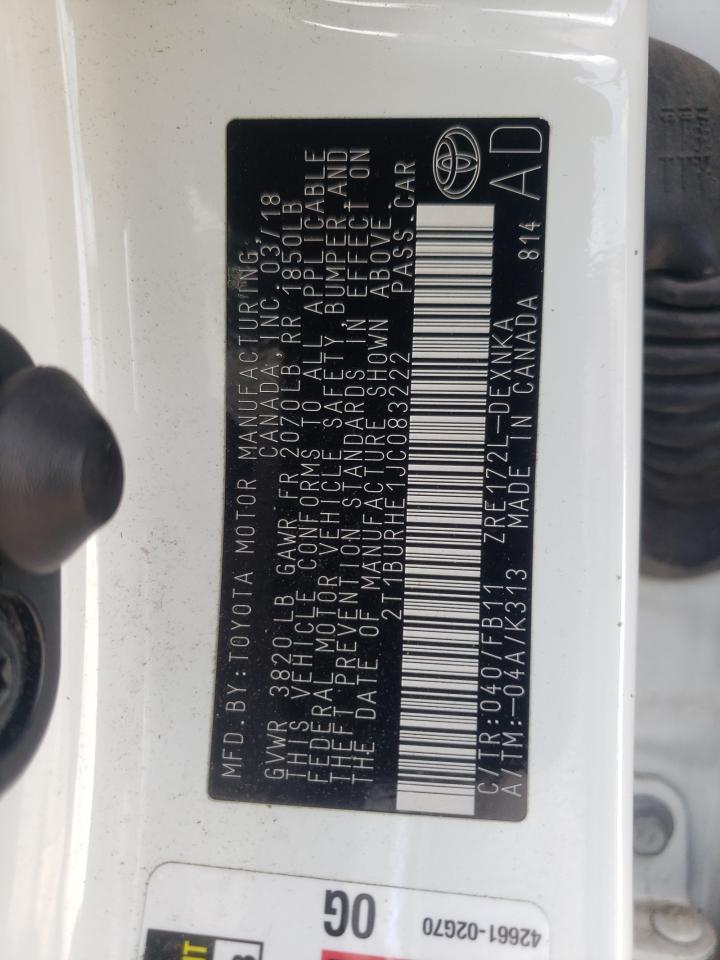 MFD.BY:TOYOTA MOTOR MANUFACTURING
CANADA INC. 03/18
GVWR 3820 LB GAWR FR 2070 LB RR 1850LB
THIS VEHICLE CONFORMS TO ALL APPLICABLE
FEDERAL MOTOR VEHICLE SAFETY, BUMPER AND
THEFT PREVENTION STANDARDS IN EFFECT ON
THE DATE OF MANUFACTURE SHOWN ABOVE.
2T1BURHE1JC083222 PASS.CAR
C/TR:040/FB11 ZRE172L-DEXNKA
A/TM:-04A/K313 MADE IN CANADA 814
AD
0G
42661-02G70